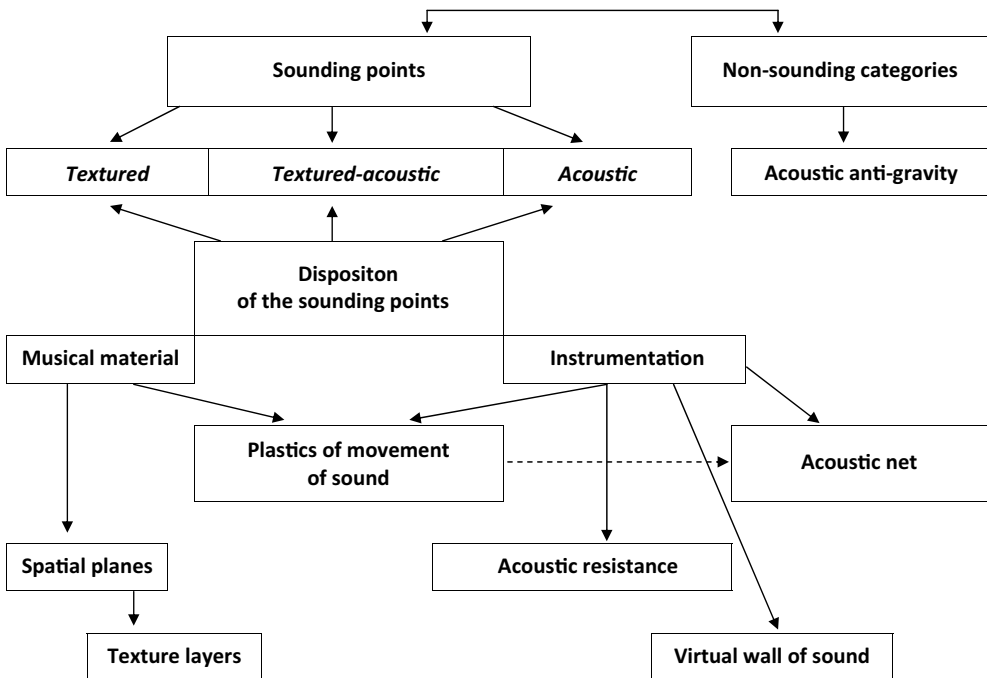 Sounding points
Non-sounding categories
Textured
Textured-acoustic
Acoustic
Acoustic anti-gravity
Dispositon
of the sounding points
Musical material
Instrumentation
Plastics of movement
of sound
Acoustic net
Spatial planes
Acoustic resistance
Texture layers
Virtual wall of sound